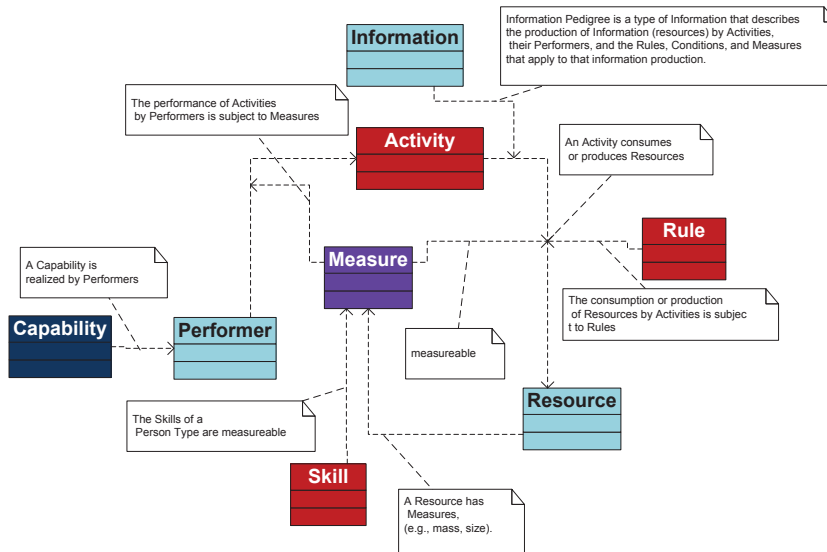 Information
Information Pedigree is a type of Information that describes
the production of Information (resources) by Activities,
their Performers, and the Rules, Conditions, and Measures
that apply to that information production.
The performance of Activities
by Performers is subject to Measures
Activity
An Activity consumes
or produces Resources
Measure
Rule
A Capability is
realized by Performers
The consumption or production
of Resources by Activities is subjec
t to Rules
Capability
Performer
measureable
Resource
The Skills of a
Person Type are measureable
Skill
A Resource has
Measures,
(e.g., mass, size).